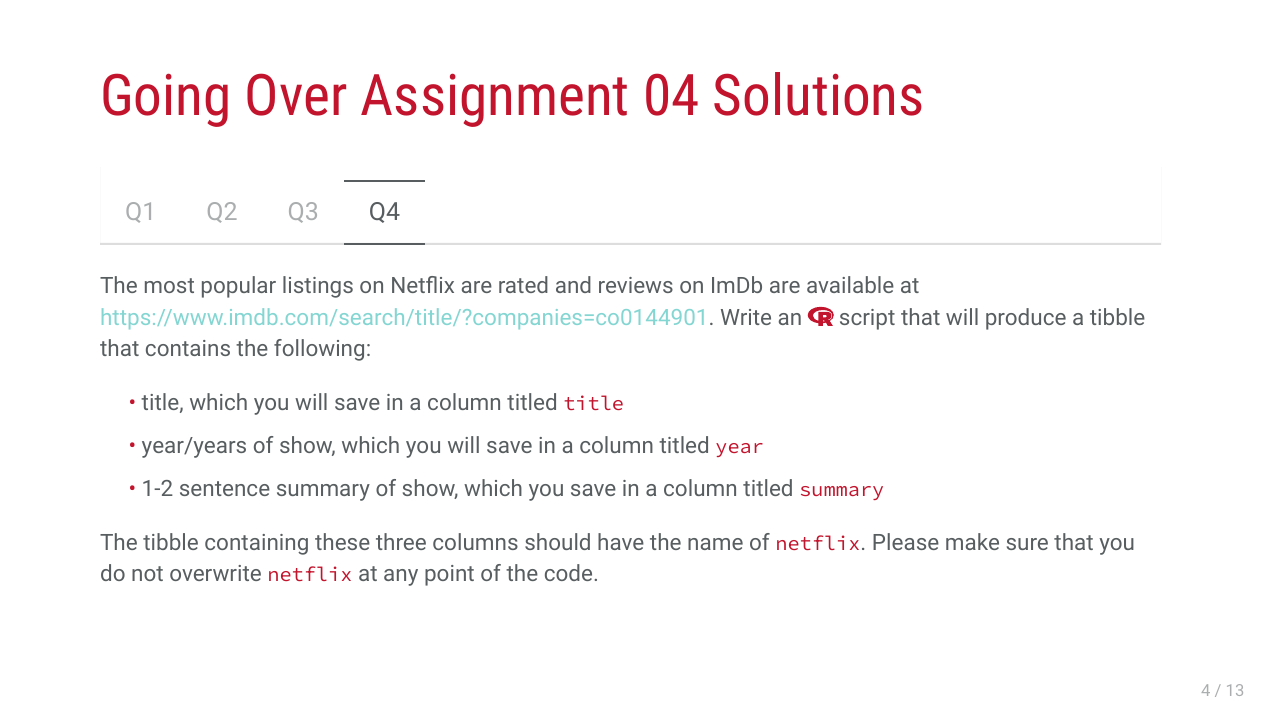 Going Over Assignment 04 Solutions
Q1 Q2 Q3 Q4
The most popular listings on Netflix are rated and reviews on ImDb are available at
https://www.imdb.com/search/title/?companies=co0144901. Write an R script that will produce a tibble
that contains the following:
• title, which you will save in a column titled title
• year/years of show, which you will save in a column titled year
• 1-2 sentence summary of show, which you save in a column titled summary
The tibble containing these three columns should have the name of netflix. Please make sure that you
do not overwrite netflix at any point of the code.
4 / 13